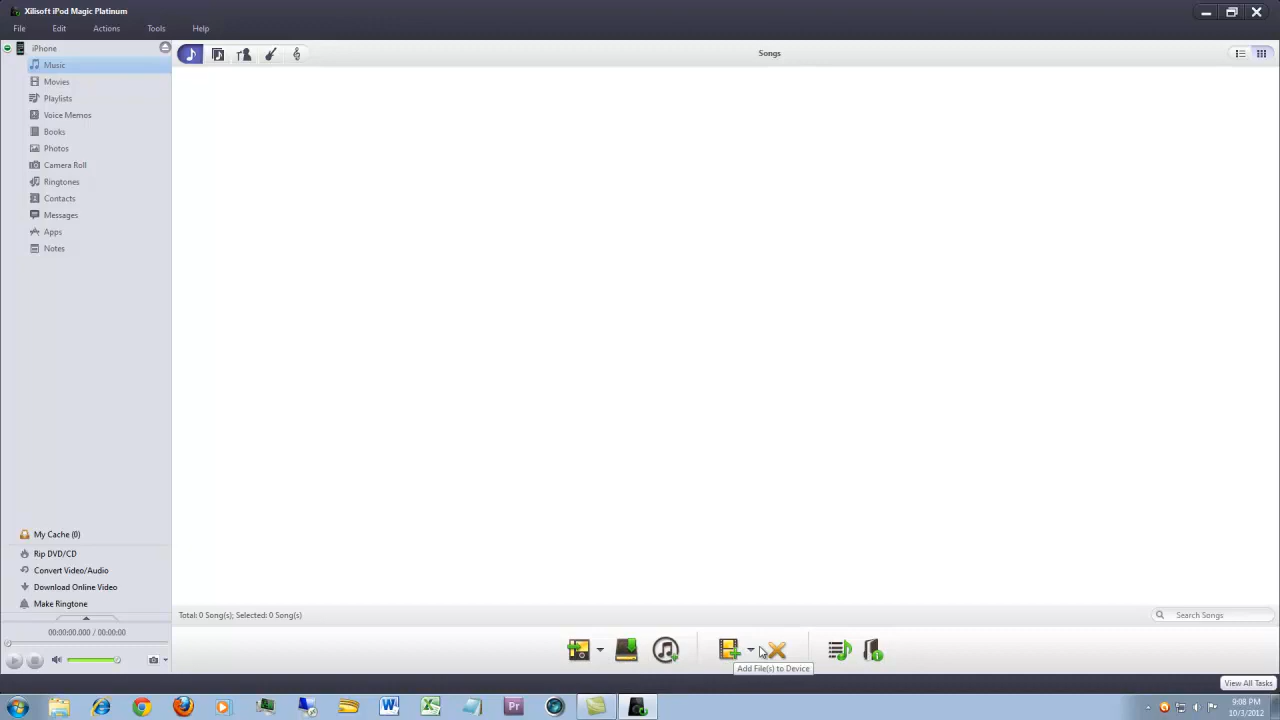 Xilisoft iPod Magic Platinum
File Edit Actions Tools Help
iPhone
Music
Movies
Playlists
Voice Memos
Books
Photos
Camera Roll
Ringtones
Contacts
Messages
Apps
Notes
Songs
My Cache (0)
Rip DVD/CD
Convert Video/Audio
Download Online Video
Make Ringtone
00:00:00.000 / 00:00:00
Total: 0 Song(s); Selected: 0 Song(s)
Search Songs
Add File(s) to Device
View All Tasks
W Pr
9:08 PM
10/3/2012